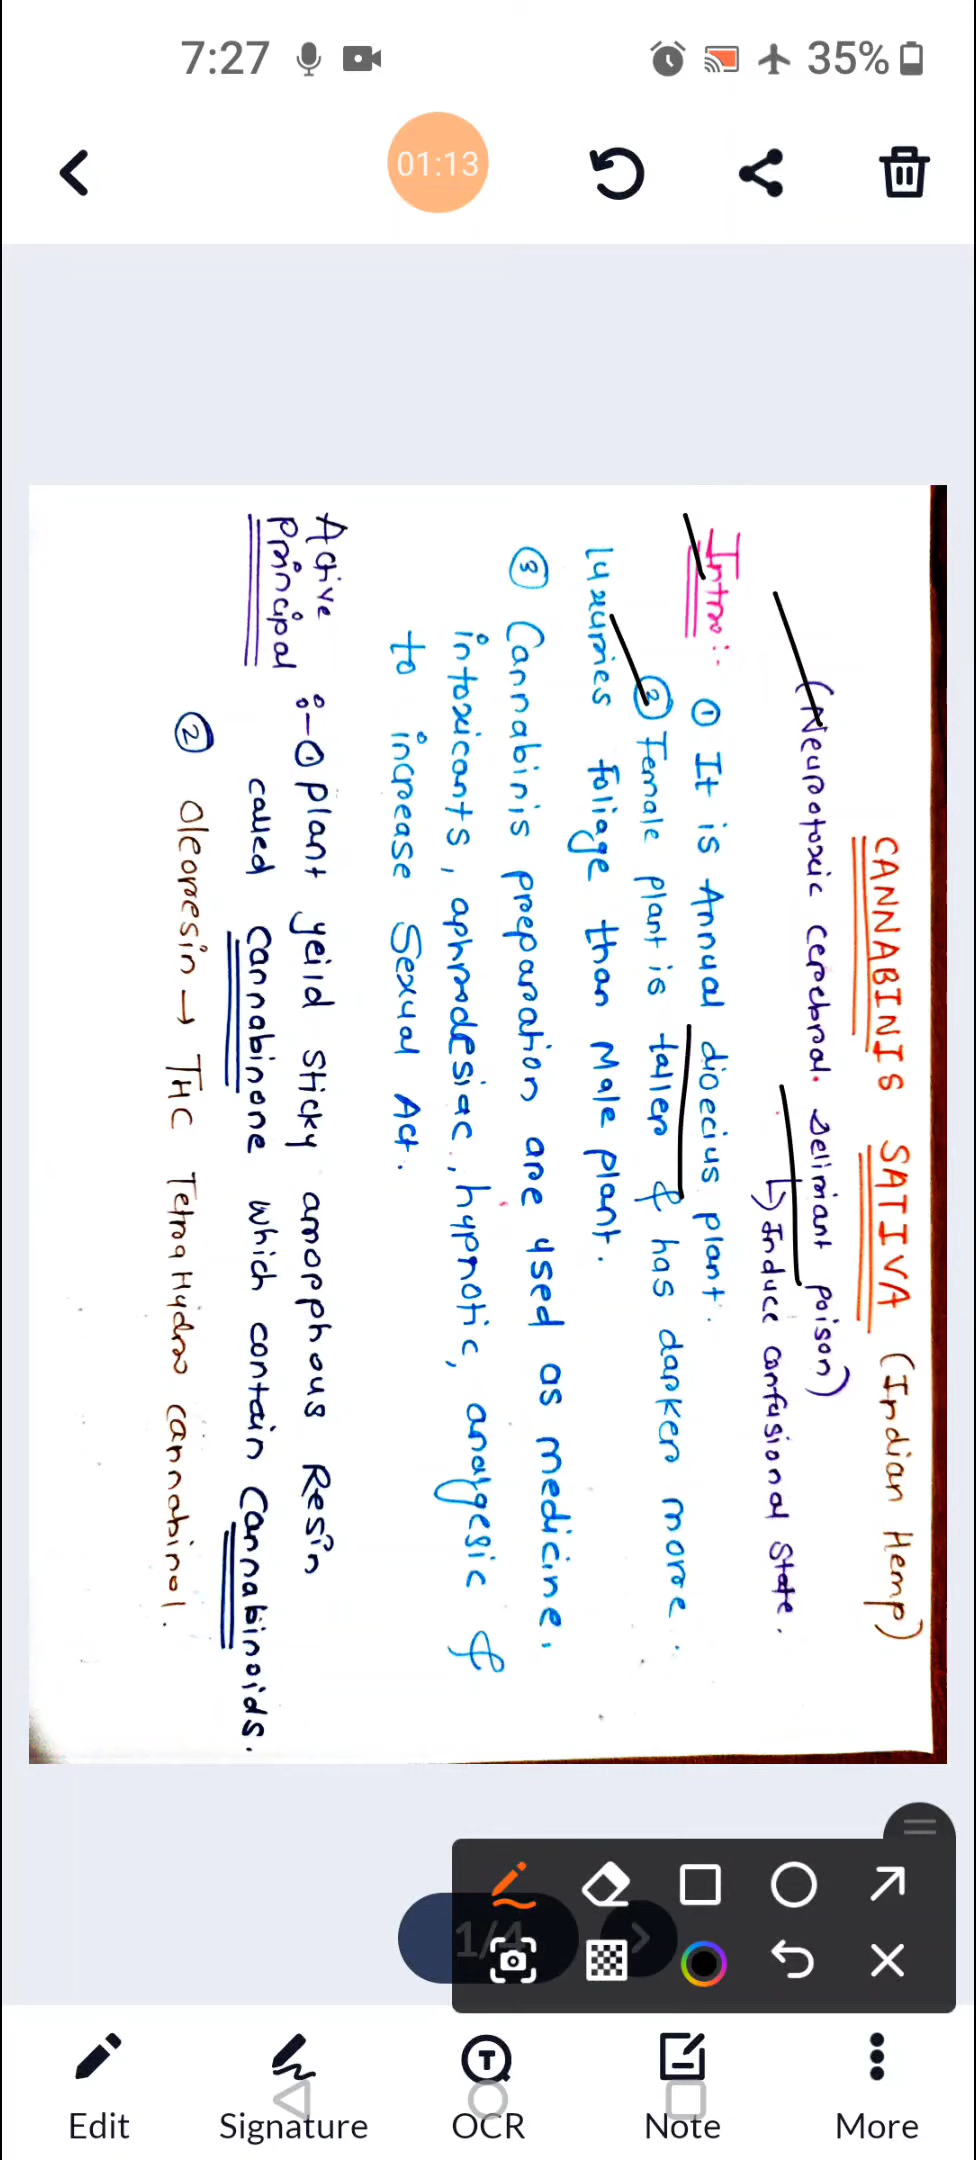 7:27
35%
01:13
CANNABINIS SATIVA (Indian Hemp)
(Neurotoxic cerebral. Deliriant poison)
↳ Induce confusional State.
Intro:. ① It is Annual dioecius plant.
② Female plant is taller & has darker more.
luxuries foliage than Male plant.
③ Cannabinis preparation are used as medicine,
intoxicants, aphrodesiac, hypnotic, analgesic &
to increase Sexual Act.
Active
Principal :- ① plant yeild Sticky amorphous Resin
called cannabinone which contain Cannabinoids.
② Oleoresin → THC Tetra Hydro cannabinol.
1/4
Edit
Signature
OCR
Note
More